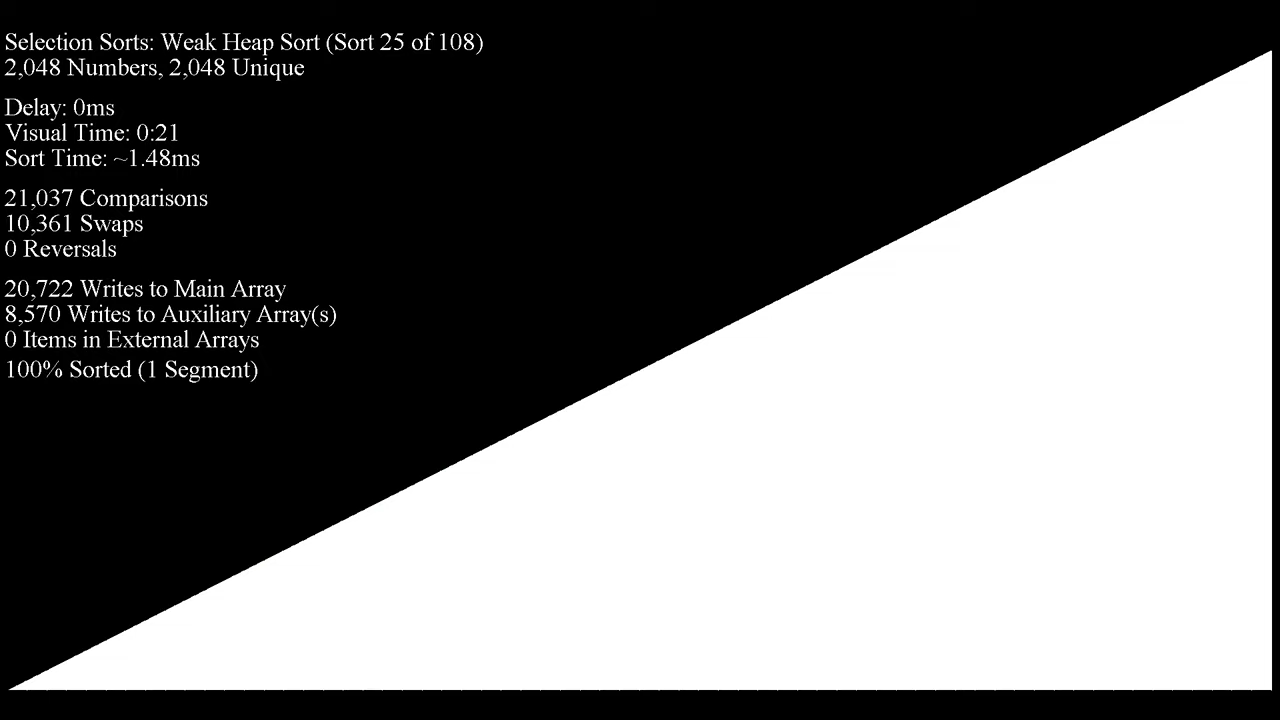 Selection Sorts: Weak Heap Sort (Sort 25 of 108)
2,048 Numbers, 2,048 Unique
Delay: 0ms
Visual Time: 0:21
Sort Time: ~1.48ms
21,037 Comparisons
10,361 Swaps
0 Reversals
20,722 Writes to Main Array
8,570 Writes to Auxiliary Array(s)
0 Items in External Arrays
100% Sorted (1 Segment)